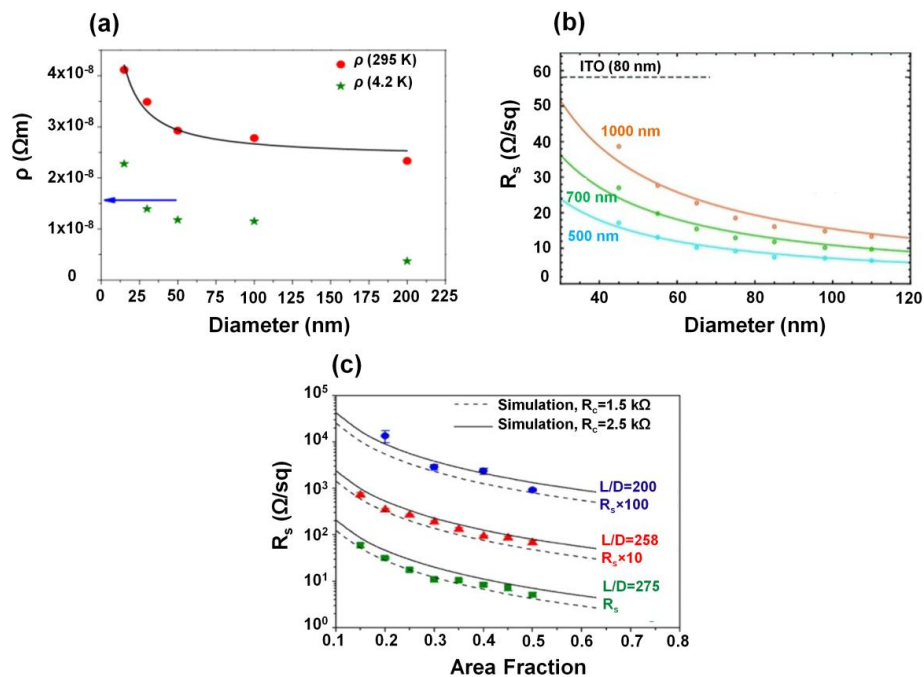 (a)
ρ (295 K)
ρ (4.2 K)
4x10⁻⁸
3x10⁻⁸
2x10⁻⁸
1x10⁻⁸
0
ρ (Ωm)
0 25 50 75 100 125 150 175 200 225
Diameter (nm)
(b)
ITO (80 nm)
60
50
40
30
20
10
0
Rₛ (Ω/sq)
1000 nm
700 nm
500 nm
40 60 80 100 120
Diameter (nm)
(c)
Simulation, R_c=1.5 kΩ
Simulation, R_c=2.5 kΩ
10⁵
10⁴
10³
10²
10¹
10⁰
Rₛ (Ω/sq)
L/D=200
Rₛ×100
L/D=258
Rₛ×10
L/D=275
Rₛ
0.1 0.2 0.3 0.4 0.5 0.6 0.7 0.8
Area Fraction